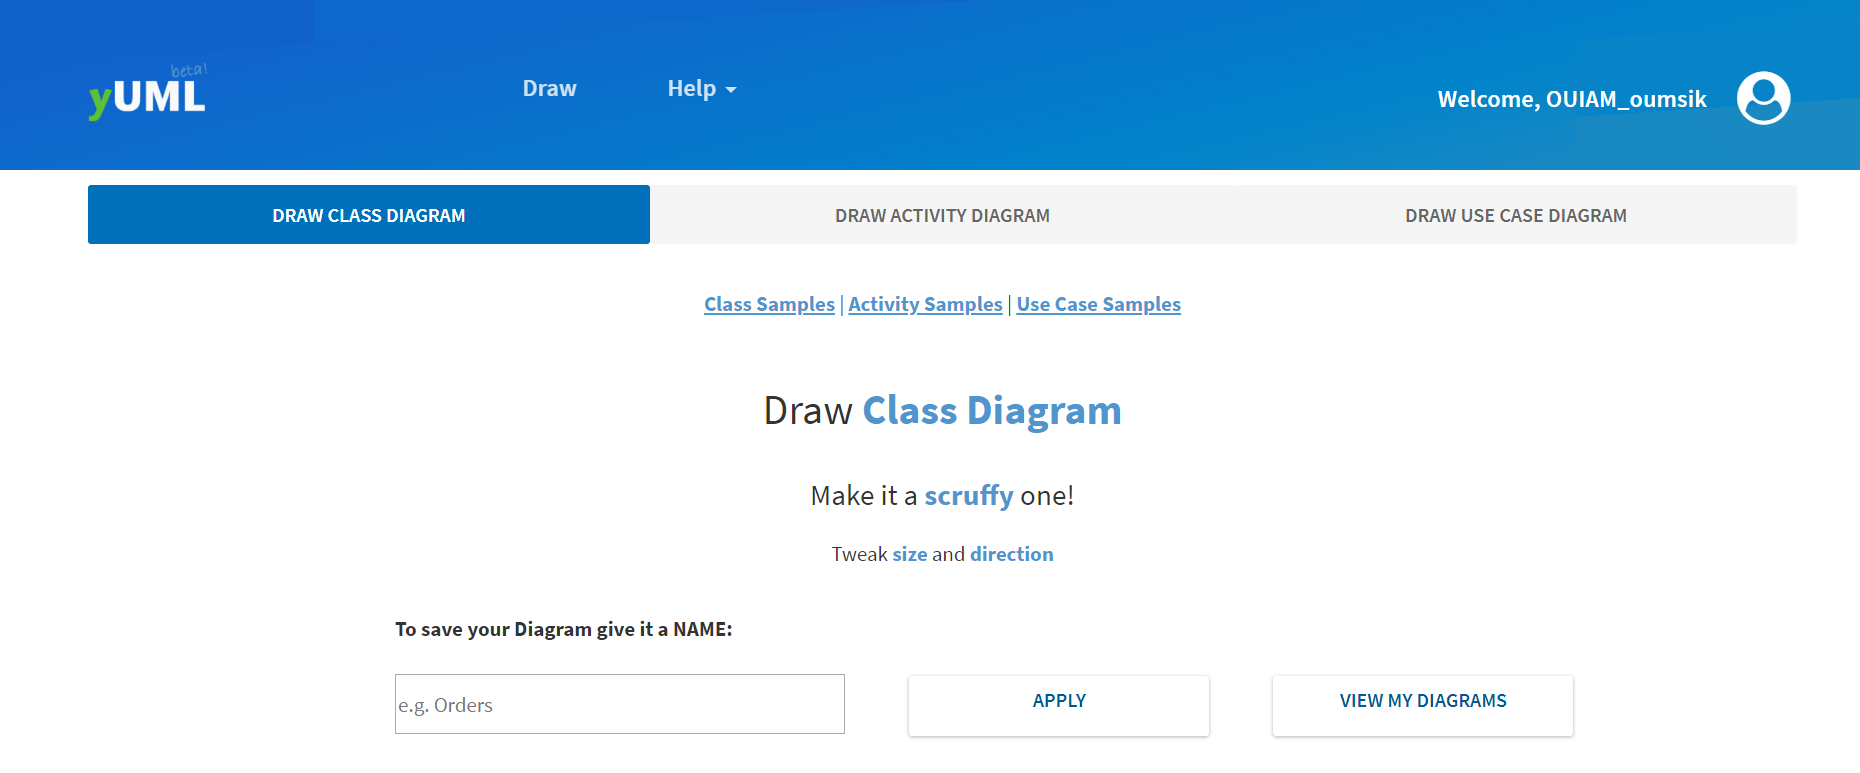 beta!
yUML
Draw
Help
Welcome, OUIAM_oumsik
DRAW CLASS DIAGRAM
DRAW ACTIVITY DIAGRAM
DRAW USE CASE DIAGRAM
Class Samples | Activity Samples | Use Case Samples
Draw Class Diagram
Make it a scruffy one!
Tweak size and direction
To save your Diagram give it a NAME:
e.g. Orders
APPLY
VIEW MY DIAGRAMS